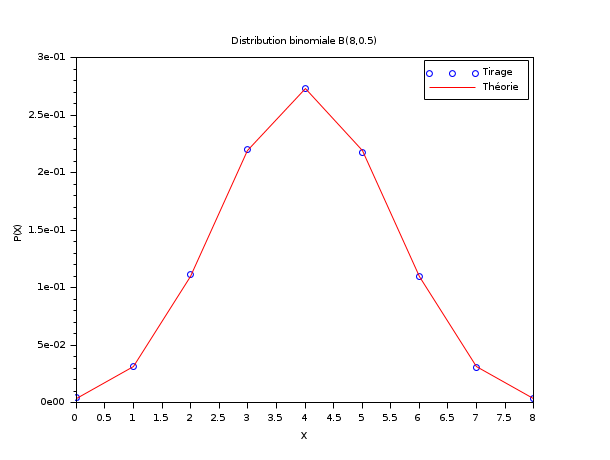 Distribution binomiale B(8,0.5)
3e-01
2.5e-01
2e-01
1.5e-01
1e-01
5e-02
0e00
P(X)
Tirage
Théorie
0 0.5 1 1.5 2 2.5 3 3.5 4 4.5 5 5.5 6 6.5 7 7.5 8
X